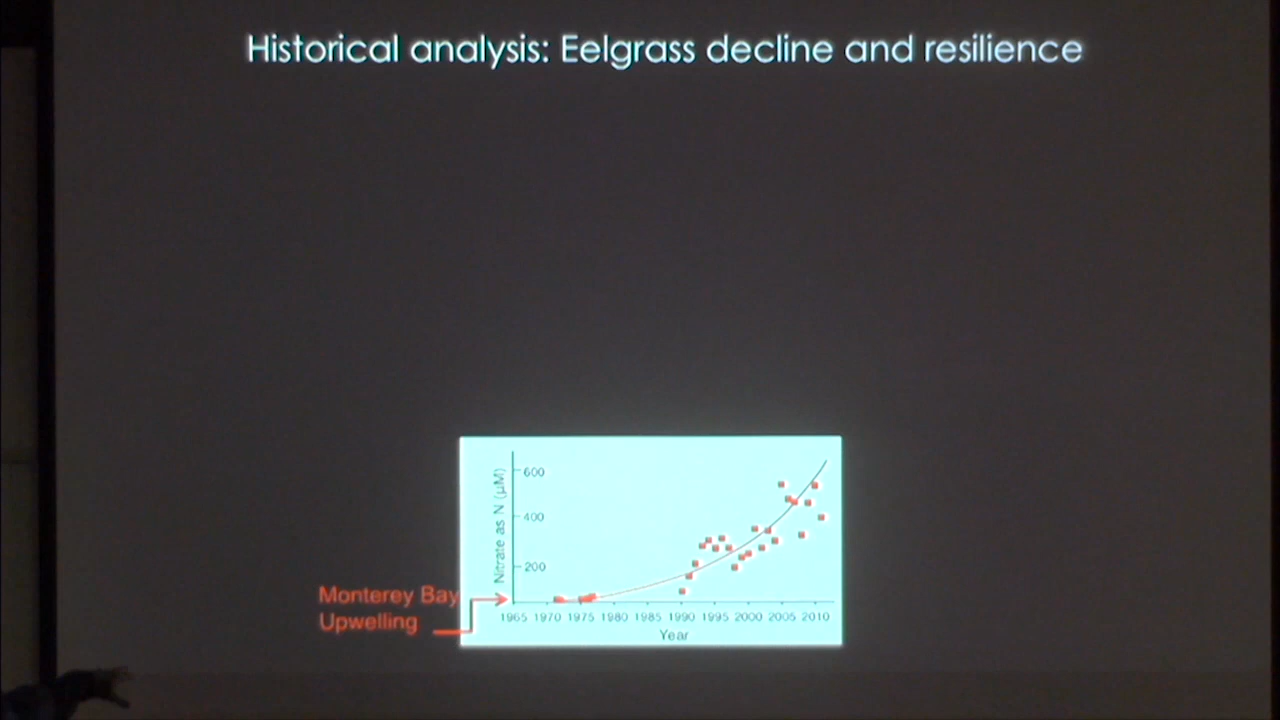 Historical analysis: Eelgrass decline and resilience
Nitrate as N (µM)
600
400
200
Monterey Bay
Upwelling
1965 1970 1975 1980 1985 1990 1995 2000 2005 2010
Year